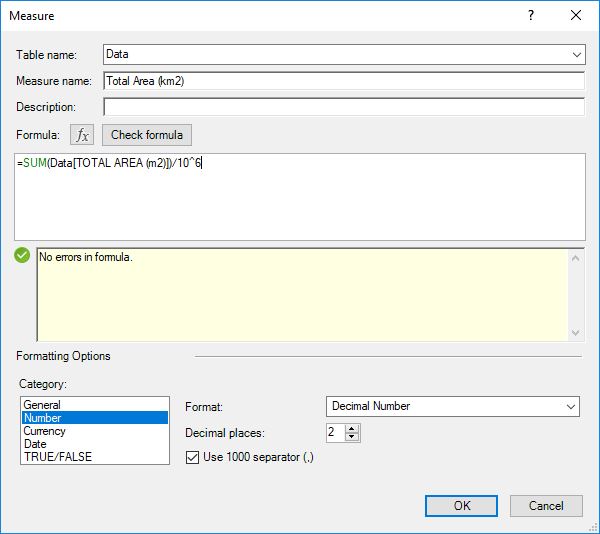 Measure ?
Table name: Data
Measure name: Total Area (km2)
Description:
Formula: fx Check formula
=SUM(Data[TOTAL AREA (m2)])/10^6
No errors in formula.
Formatting Options
Category:
General
Number
Currency
Date
TRUE/FALSE
Format: Decimal Number
Decimal places: 2
Use 1000 separator (,)
OK Cancel